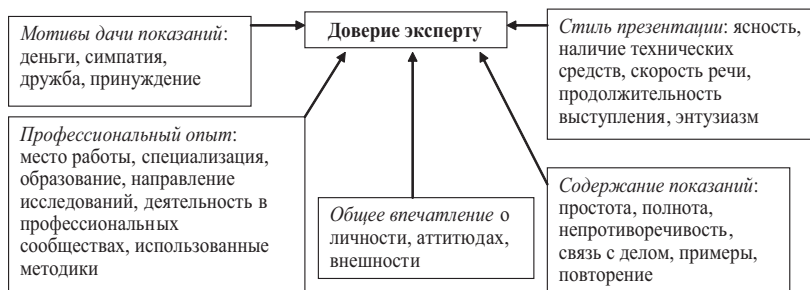 Мотивы дачи показаний:
деньги, симпатия,
дружба, принуждение
Доверие эксперту
Стиль презентации: ясность,
наличие технических
средств, скорость речи,
продолжительность
выступления, энтузиазм
Профессиональный опыт:
место работы, специализация,
образование, направление
исследований, деятельность в
профессиональных
сообществах, использованные
методики
Общее впечатление о
личности, аттитюдах,
внешности
Содержание показаний:
простота, полнота,
непротиворечивость,
связь с делом, примеры,
повторение